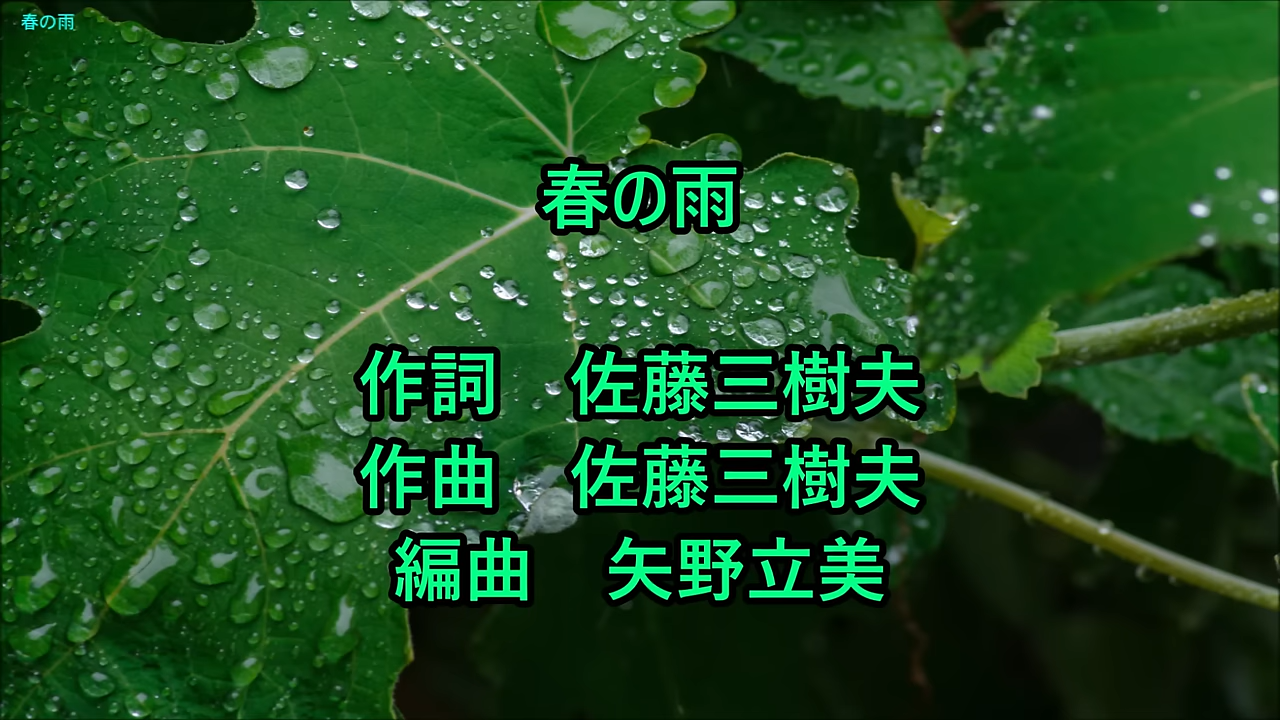 春の雨
春の雨
作詞　佐藤三樹夫
作曲　佐藤三樹夫
編曲　矢野立美